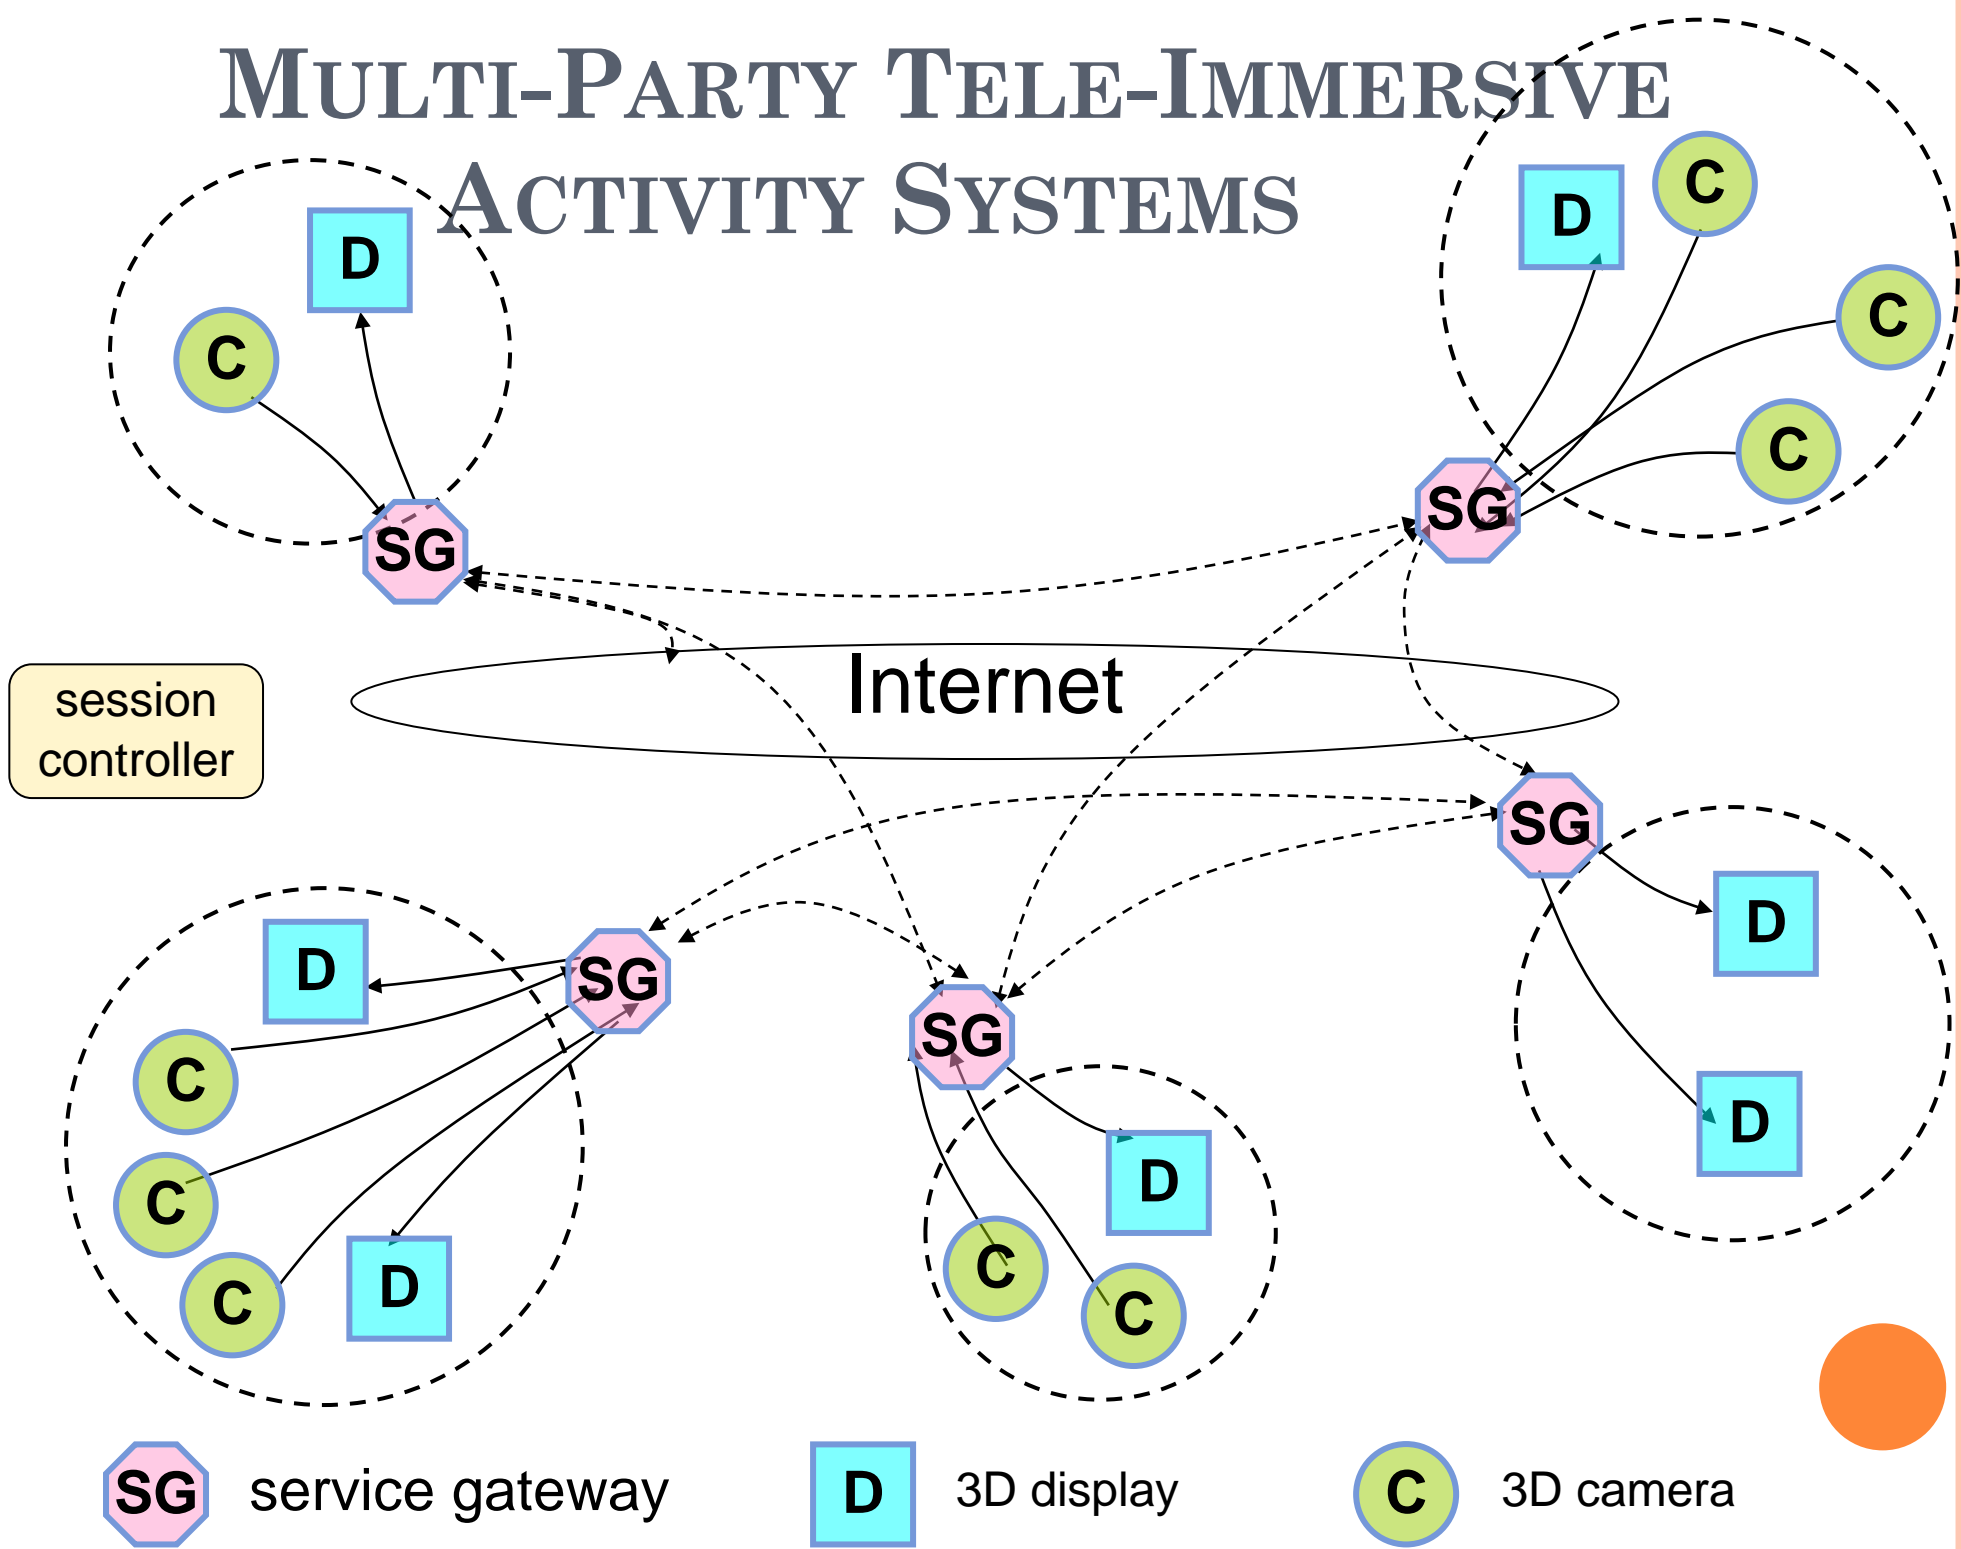 MULTI-PARTY TELE-IMMERSIVE
ACTIVITY SYSTEMS
D
C
SG
D
C
C
C
SG
Internet
session
controller
SG
D
D
SG
D
C
C
C
D
SG
D
C
C
SG service gateway
D 3D display
C 3D camera